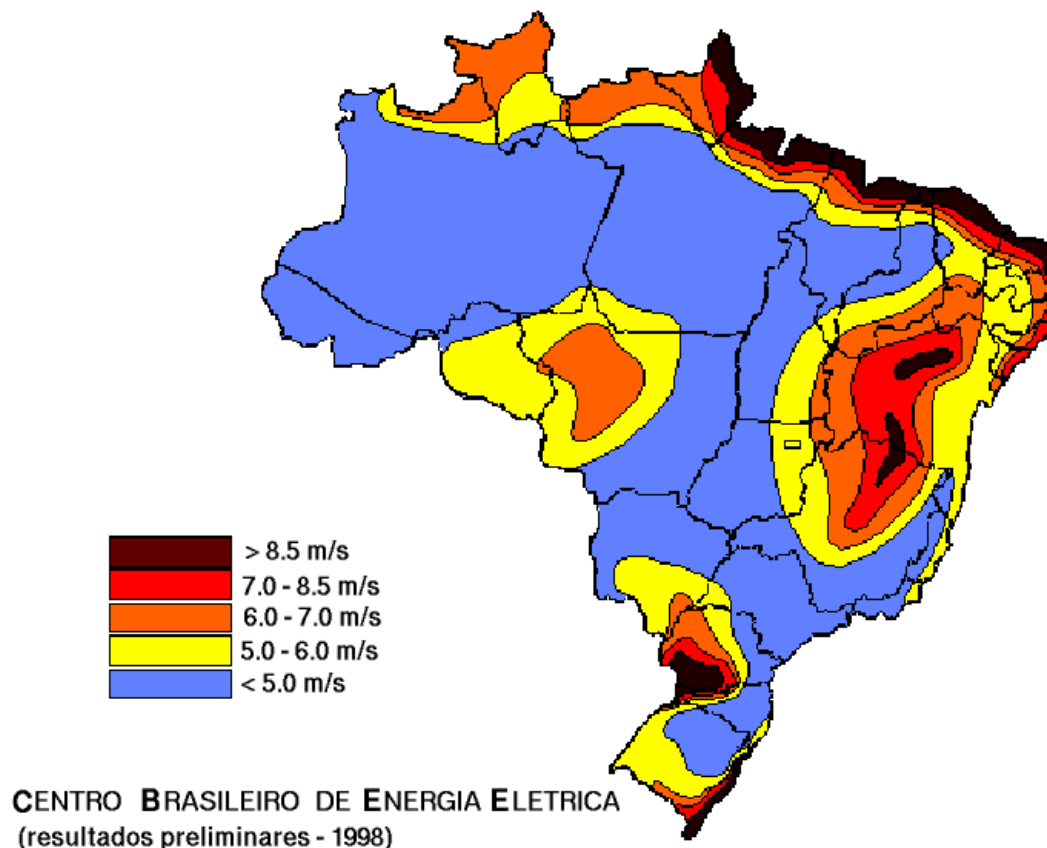 > 8.5 m/s
7.0 - 8.5 m/s
6.0 - 7.0 m/s
5.0 - 6.0 m/s
< 5.0 m/s
CENTRO BRASILEIRO DE ENERGIA ELETRICA
(resultados preliminares - 1998)